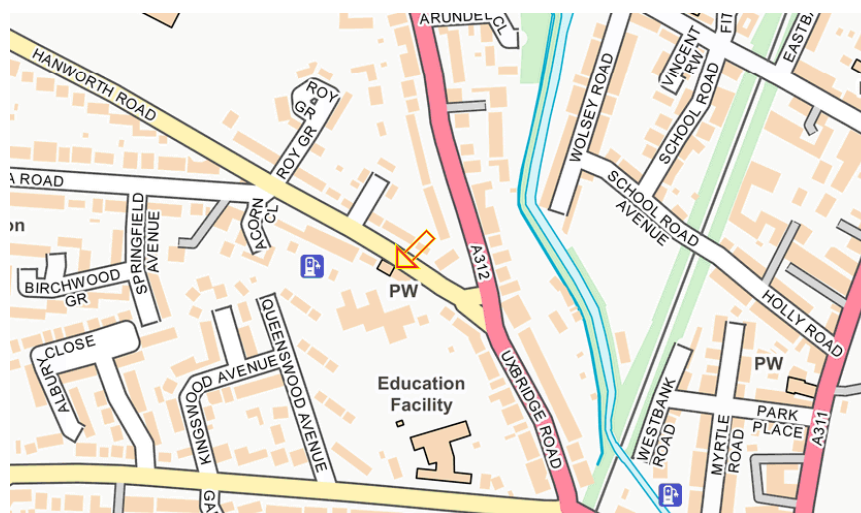 ARUNDEL CL
HANWORTH ROAD
ROY
GR
ROY GR
WOLSEY ROAD
VINCENT
RW
SCHOOL ROAD
FIT
EASTBA
A ROAD
SPRINGFIELD
AVENUE
ACORN
CL
SCHOOL ROAD
AVENUE
on
BIRCHWOOD
GR
A312
PW
HOLLY ROAD
ALBURY CLOSE
KINGSWOOD AVENUE
QUEENSWOOD AVENUE
UXBRIDGE ROAD
Education
Facility
PW
WESTBANK
ROAD
MYRTLE
ROAD
PARK
PLACE
A311
GA